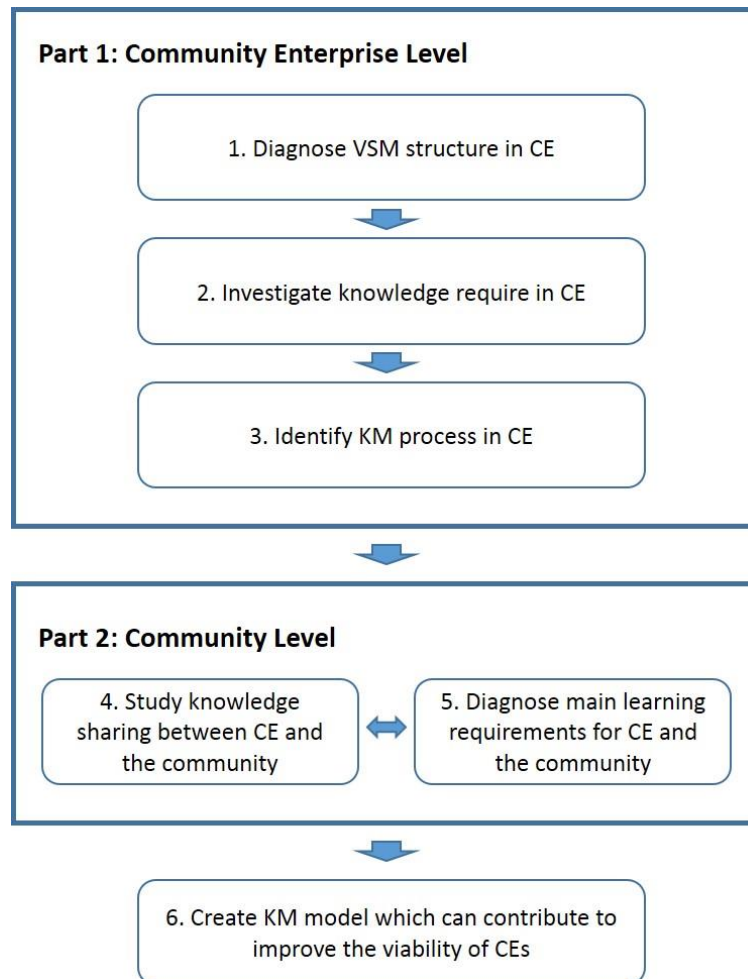 Part 1: Community Enterprise Level
1. Diagnose VSM structure in CE
2. Investigate knowledge require in CE
3. Identify KM process in CE
Part 2: Community Level
4. Study knowledge
sharing between CE and
the community
5. Diagnose main learning
requirements for CE and
the community
6. Create KM model which can contribute to
improve the viability of CEs